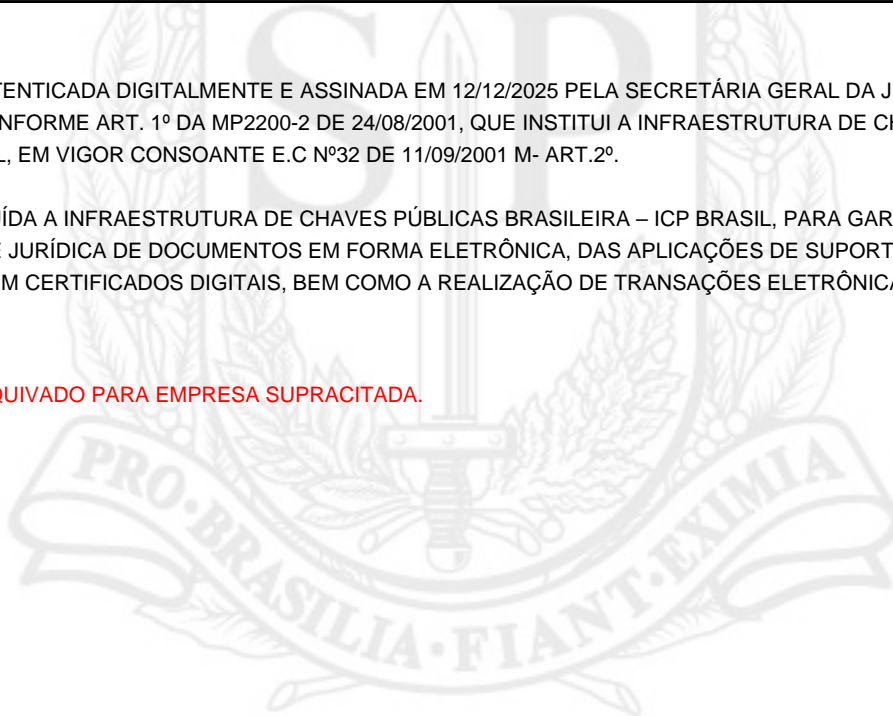 TENTICADA DIGITALMENTE E ASSINADA EM 12/12/2025 PELA SECRETÁRIA GERAL DA J
NFORME ART. 1º DA MP2200-2 DE 24/08/2001, QUE INSTITUI A INFRAESTRUTURA DE CH
L, EM VIGOR CONSOANTE E.C Nº32 DE 11/09/2001 M- ART.2º.
UÍDA A INFRAESTRUTURA DE CHAVES PÚBLICAS BRASILEIRA – ICP BRASIL, PARA GAR
E JURÍDICA DE DOCUMENTOS EM FORMA ELETRÔNICA, DAS APLICAÇÕES DE SUPORT
M CERTIFICADOS DIGITAIS, BEM COMO A REALIZAÇÃO DE TRANSAÇÕES ELETRÔNICA
QUIVADO PARA EMPRESA SUPRACITADA.
SP
PRO·BRASILIA·FIANT·EXIMIA